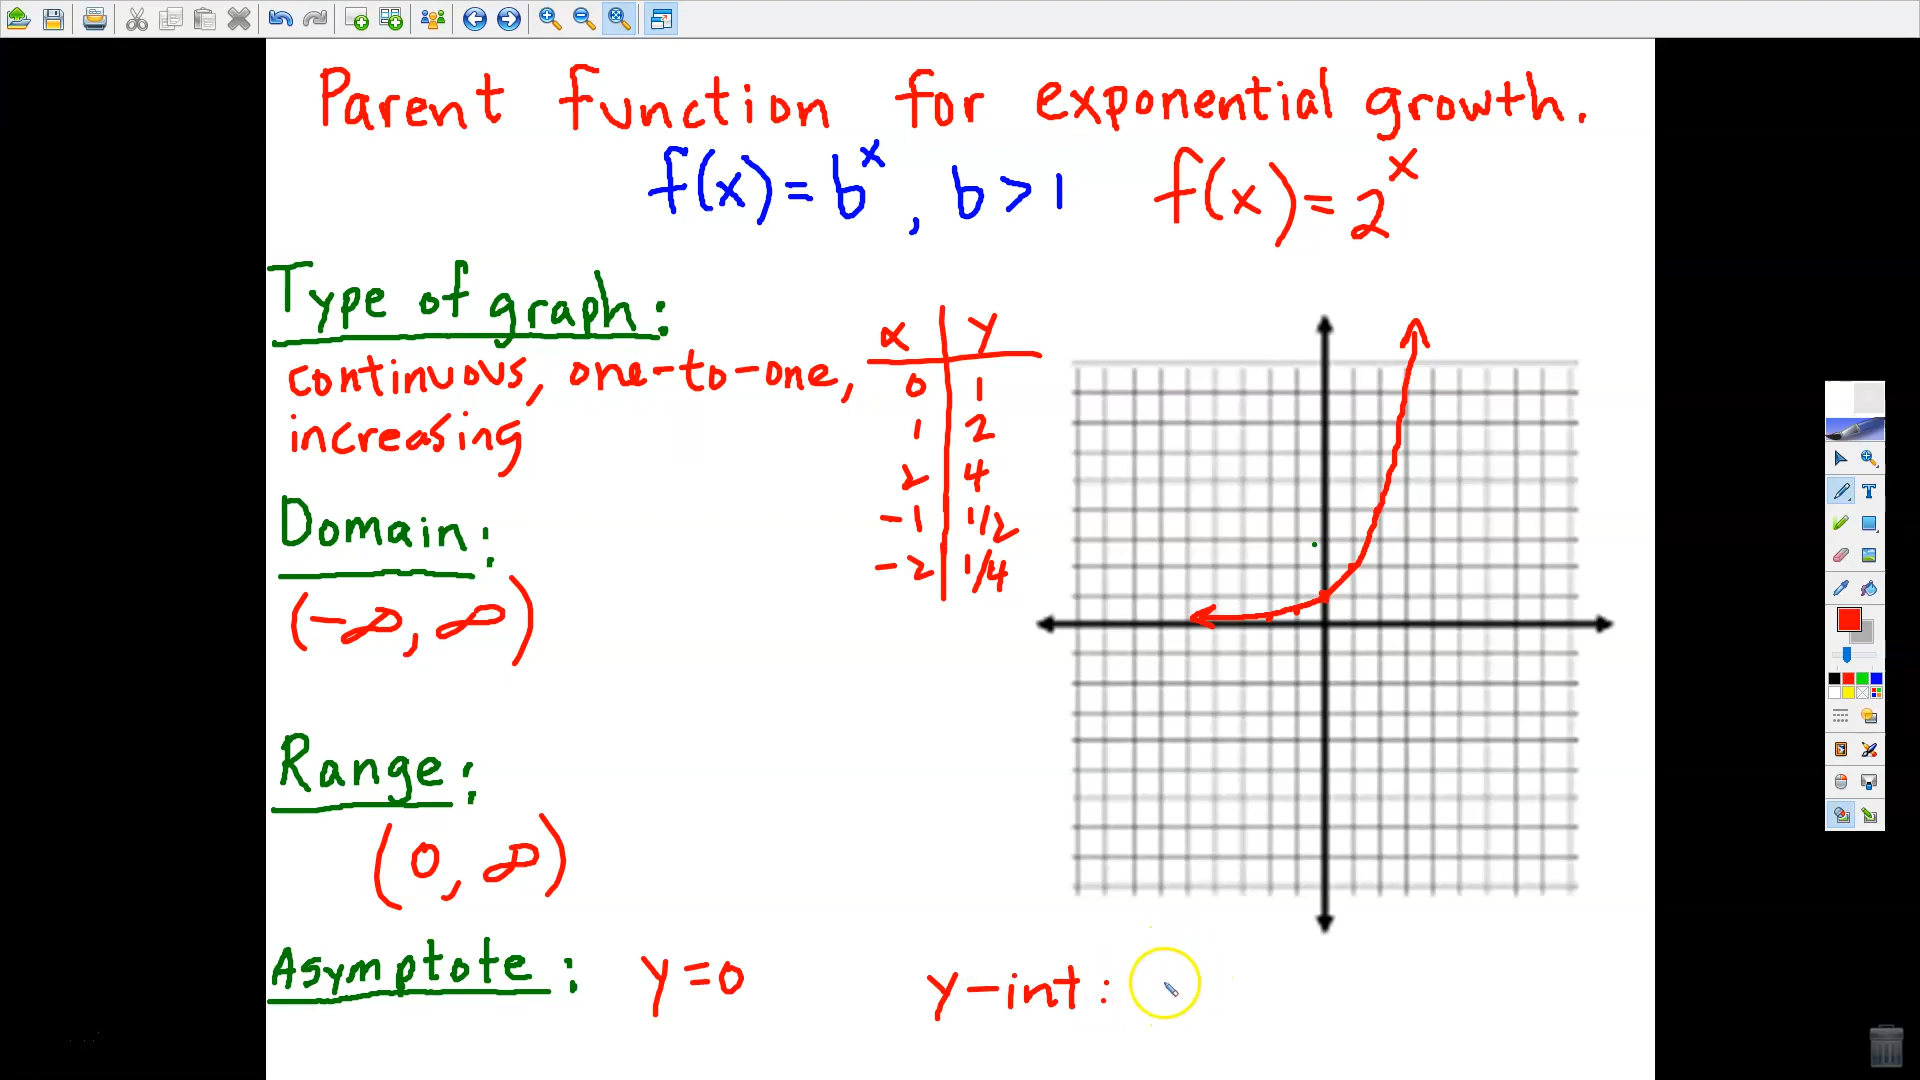 Parent function for exponential growth.
f(x) = b^x, b > 1 f(x) = 2^x
Type of graph:
continuous, one-to-one,
increasing
x y
0 1
1 2
2 4
-1 1/2
-2 1/4
Domain:
(-∞, ∞)
Range:
(0, ∞)
Asymptote: y = 0 y-int: